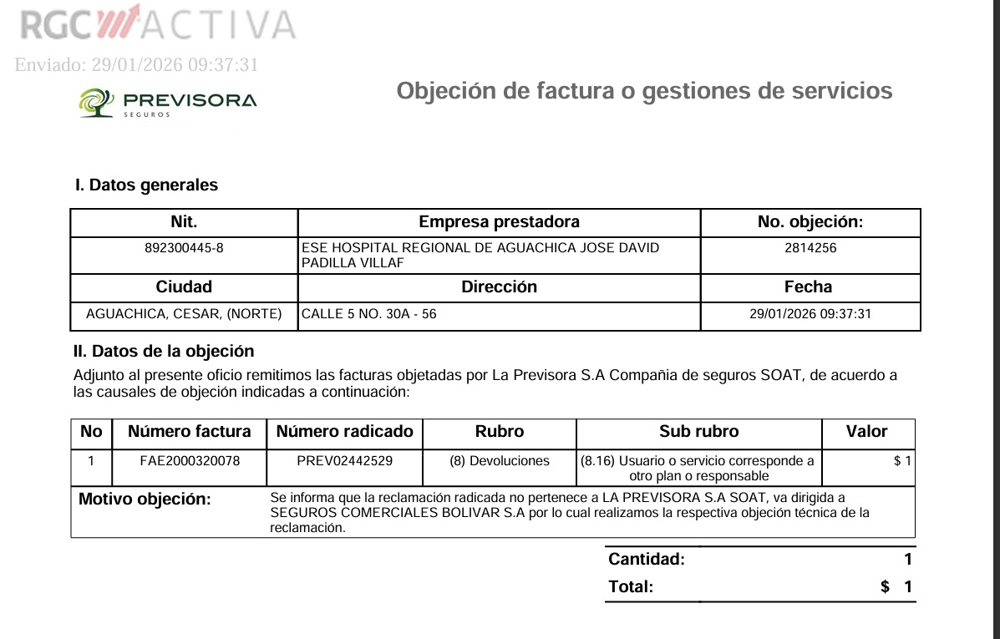 RGC ACTIVA
Enviado: 29/01/2026 09:37:31
PREVISORA
SEGUROS
Objeción de factura o gestiones de servicios
I. Datos generales
Nit. Empresa prestadora No. objeción:
892300445-8 ESE HOSPITAL REGIONAL DE AGUACHICA JOSE DAVID 2814256
PADILLA VILLAF
Ciudad Dirección Fecha
AGUACHICA, CESAR, (NORTE) CALLE 5 NO. 30A - 56 29/01/2026 09:37:31
II. Datos de la objeción
Adjunto al presente oficio remitimos las facturas objetadas por La Previsora S.A Compañia de seguros SOAT, de acuerdo a
las causales de objeción indicadas a continuación:
No Número factura Número radicado Rubro Sub rubro Valor
1 FAE2000320078 PREV02442529 (8) Devoluciones (8.16) Usuario o servicio corresponde a $ 1
otro plan o responsable
Motivo objeción: Se informa que la reclamación radicada no pertenece a LA PREVISORA S.A SOAT, va dirigida a
SEGUROS COMERCIALES BOLIVAR S.A por lo cual realizamos la respectiva objeción técnica de la
reclamación.
Cantidad: 1
Total: $ 1